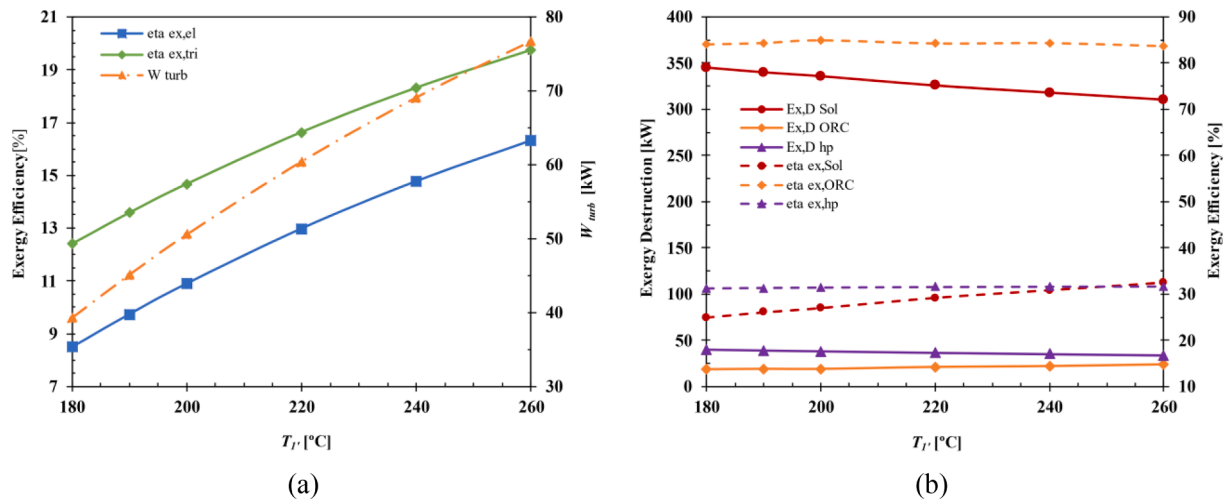 21
19
17
15
13
11
9
7
Exergy Efficiency[%]
eta ex,el
eta ex,tri
W turb
80
70
60
50
40
30
W turb [kW]
180
200
220
240
260
T1' [ºC]
(a)
400
350
300
250
200
150
100
50
0
Exergy Destruction [kW]
Ex,D Sol
Ex,D ORC
Ex,D hp
eta ex,Sol
eta ex,ORC
eta ex,hp
90
80
70
60
50
40
30
20
10
Exergy Efficiency [%]
180
200
220
240
260
T1' [ºC]
(b)